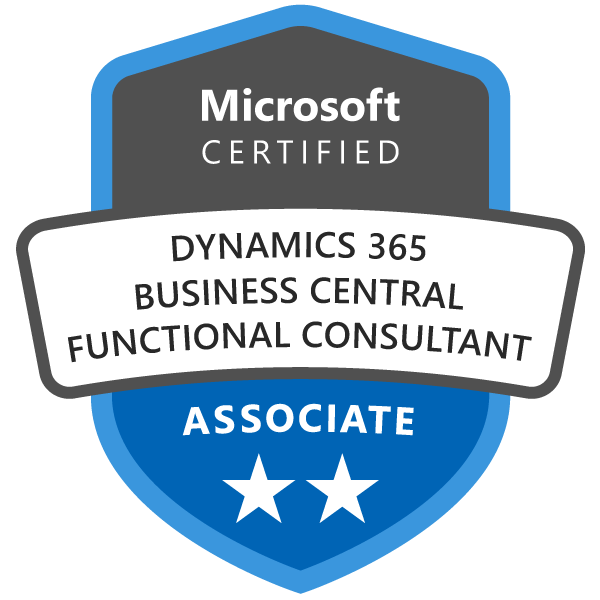 Microsoft
CERTIFIED
DYNAMICS 365
BUSINESS CENTRAL
FUNCTIONAL CONSULTANT
ASSOCIATE